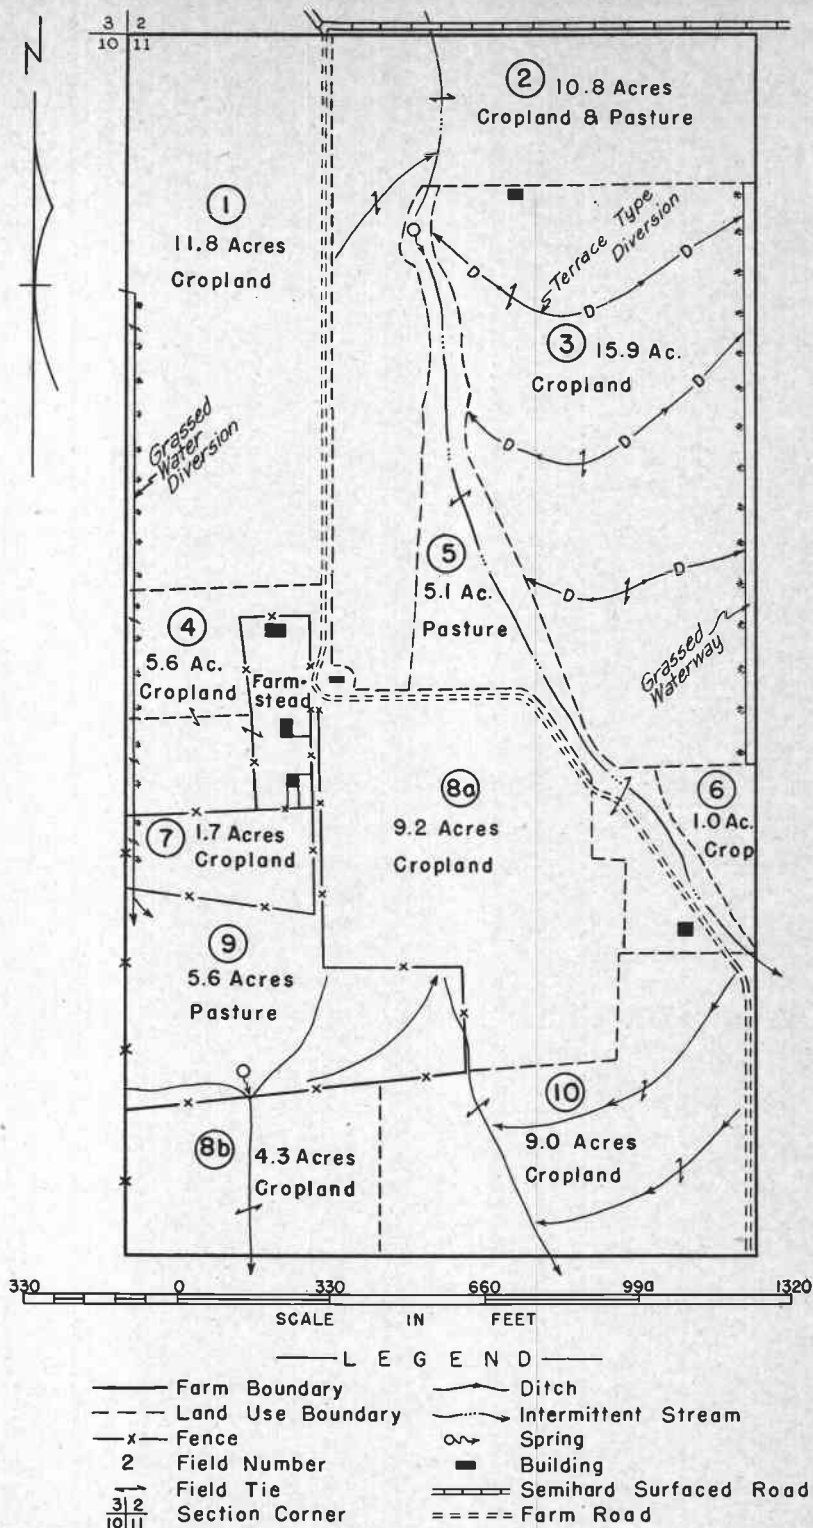 N
3 2
10 11
② 10.8 Acres
Cropland & Pasture
①
11.8 Acres
Cropland
Terrace Type
Diversion
D D D
③ 15.9 Ac.
Cropland
D D D
Grassed
Water
Diversion
⑤
5.1 Ac.
Pasture
D D
④
5.6 Ac.
Cropland
Farm-
stead
Grassed
Waterway
⑥
1.0 Ac.
Crop
8a
9.2 Acres
Cropland
⑦ 1.7 Acres
Cropland
⑨
5.6 Acres
Pasture
⑩
9.0 Acres
Cropland
8b 4.3 Acres
Cropland
330 0 330 660 990 1320
SCALE IN FEET
LEGEND
Farm Boundary
Land Use Boundary
Fence
2 Field Number
Field Tie
3 2
10 11 Section Corner
Ditch
Intermittent Stream
Spring
Building
Semihard Surfaced Road
Farm Road